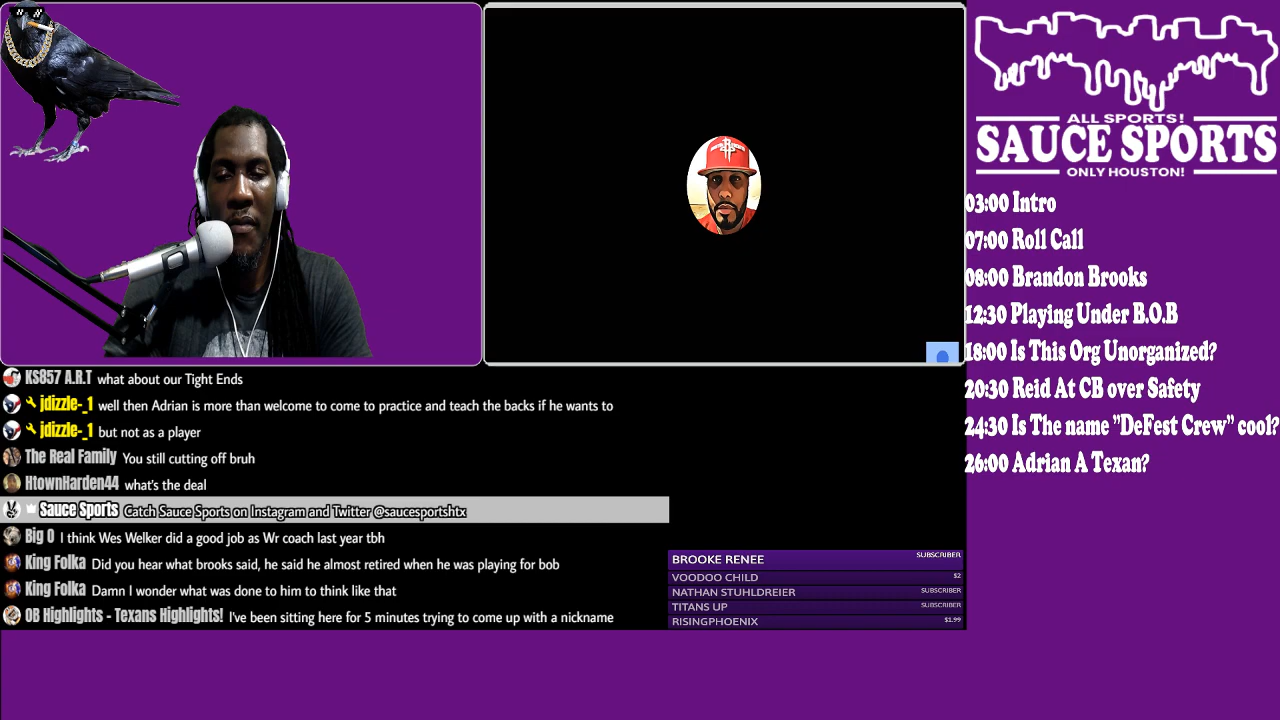 ALL SPORTS!
SAUCE SPORTS
ONLY HOUSTON!
03:00 Intro
07:00 Roll Call
08:00 Brandon Brooks
12:30 Playing Under B.O.B
18:00 Is This Org Unorganized?
20:30 Reid At CB over Safety
24:30 Is The name "DeFest Crew" cool?
26:00 Adrian A Texan?
KS857 A.R.T what about our Tight Ends
jdizzle-_1 well then Adrian is more than welcome to come to practice and teach the backs if he wants to
jdizzle-_1 but not as a player
The Real Family You still cutting off bruh
HtownHarden44 what's the deal
Sauce Sports Catch Sauce Sports on Instagram and Twitter @saucesportshtx
Big O I think Wes Welker did a good job as Wr coach last year tbh
King Folka Did you hear what brooks said, he said he almost retired when he was playing for bob
King Folka Damn I wonder what was done to him to think like that
OB Highlights - Texans Highlights! I've been sitting here for 5 minutes trying to come up with a nickname
BROOKE RENEE SUBSCRIBER
VOODOO CHILD $2
NATHAN STUHLDREIER SUBSCRIBER
TITANS UP SUBSCRIBER
RISINGPHOENIX $1.99